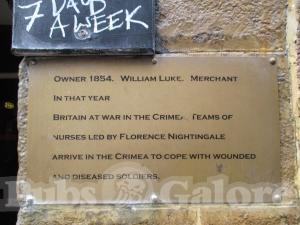 7 DAYS
A WEEK
OWNER 1854. WILLIAM LUKE. MERCHANT
IN THAT YEAR
BRITAIN AT WAR IN THE CRIMEA. TEAMS OF
NURSES LED BY FLORENCE NIGHTINGALE
ARRIVE IN THE CRIMEA TO COPE WITH WOUNDED
AND DISEASED SOLDIERS.
Pubs Galore